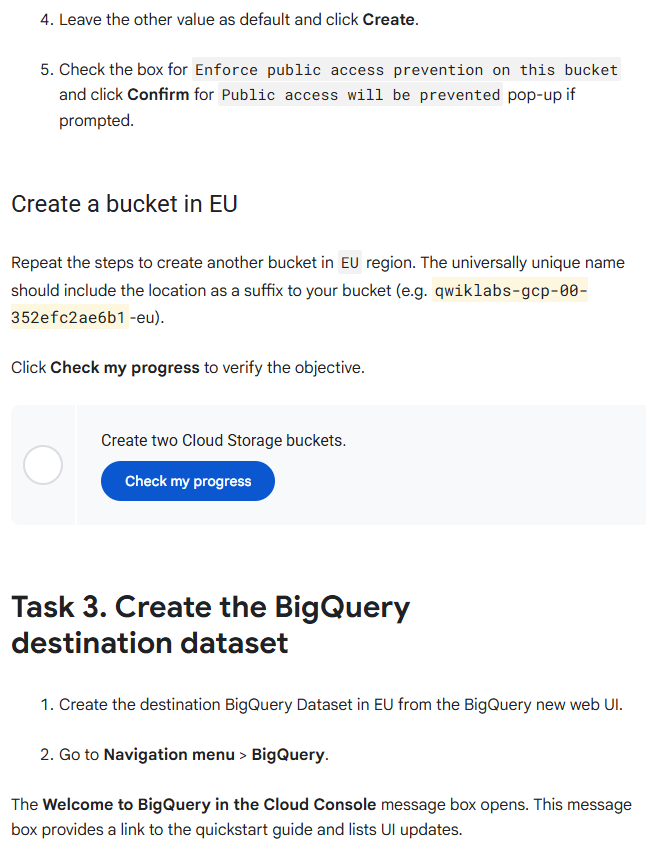 4. Leave the other value as default and click Create.
5. Check the box for Enforce public access prevention on this bucket
and click Confirm for Public access will be prevented pop-up if
prompted.
Create a bucket in EU
Repeat the steps to create another bucket in EU region. The universally unique name
should include the location as a suffix to your bucket (e.g. qwiklabs-gcp-00-
352efc2ae6b1-eu).
Click Check my progress to verify the objective.
Create two Cloud Storage buckets.
Check my progress
Task 3. Create the BigQuery
destination dataset
1. Create the destination BigQuery Dataset in EU from the BigQuery new web UI.
2. Go to Navigation menu > BigQuery.
The Welcome to BigQuery in the Cloud Console message box opens. This message
box provides a link to the quickstart guide and lists UI updates.